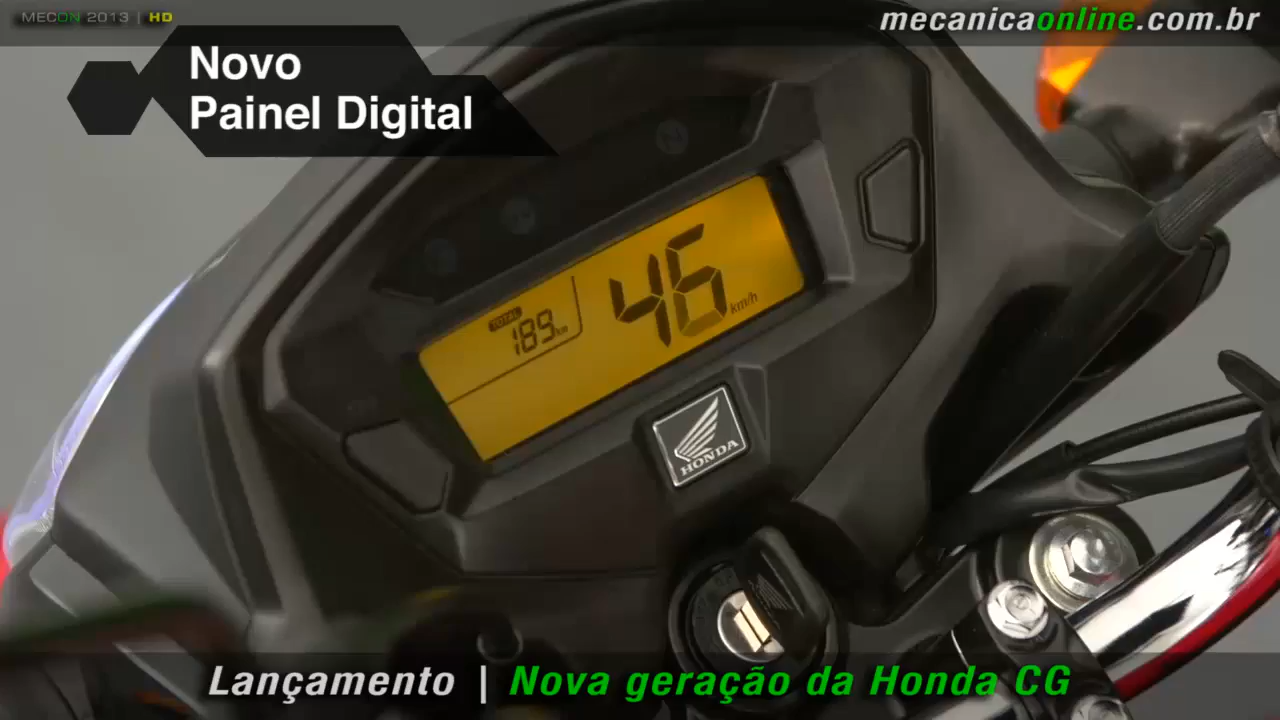 MECON 2013 | HD
mecanicaonline.com.br
Novo
Painel Digital
TOTAL
189 km
46 km/h
HONDA
Lançamento | Nova geração da Honda CG